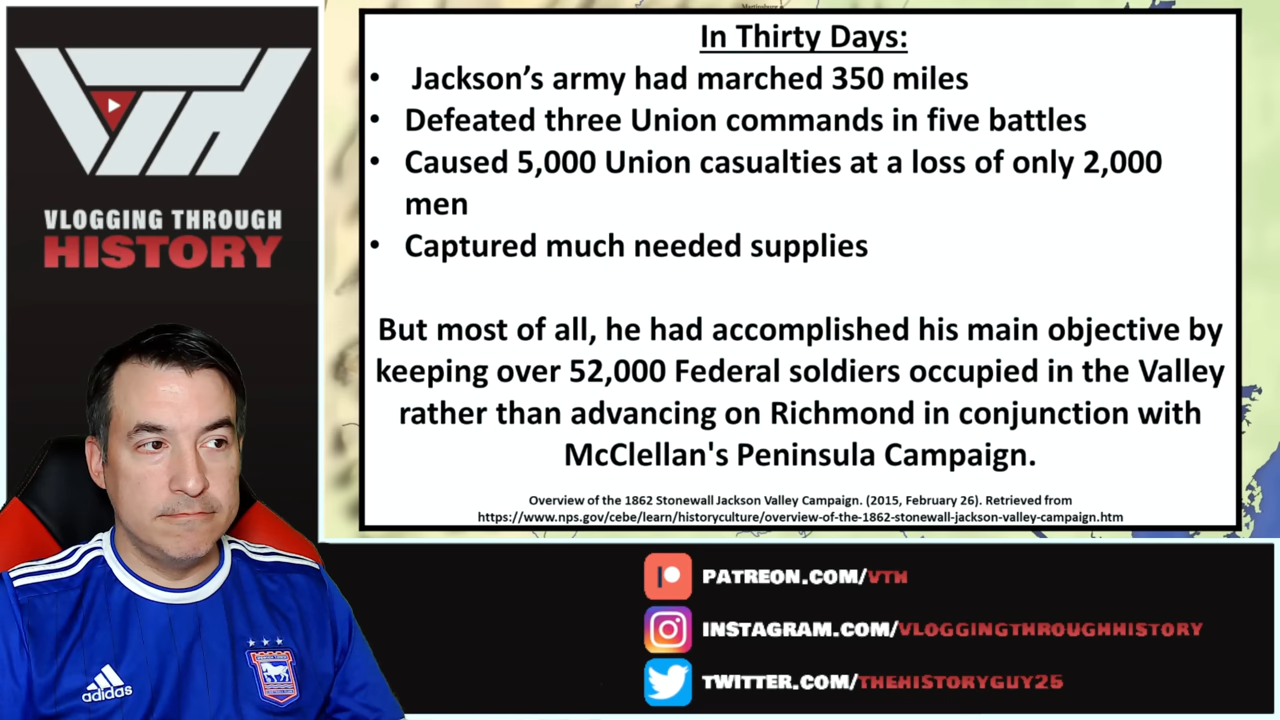 VTH
VLOGGING THROUGH
HISTORY
adidas
In Thirty Days:
• Jackson's army had marched 350 miles
• Defeated three Union commands in five battles
• Caused 5,000 Union casualties at a loss of only 2,000
men
• Captured much needed supplies
But most of all, he had accomplished his main objective by
keeping over 52,000 Federal soldiers occupied in the Valley
rather than advancing on Richmond in conjunction with
McClellan's Peninsula Campaign.
Overview of the 1862 Stonewall Jackson Valley Campaign. (2015, February 26). Retrieved from
https://www.nps.gov/cebe/learn/historyculture/overview-of-the-1862-stonewall-jackson-valley-campaign.htm
PATREON.COM/VTH
INSTAGRAM.COM/VLOGGINGTHROUGHHISTORY
TWITTER.COM/THEHISTORYGUY25